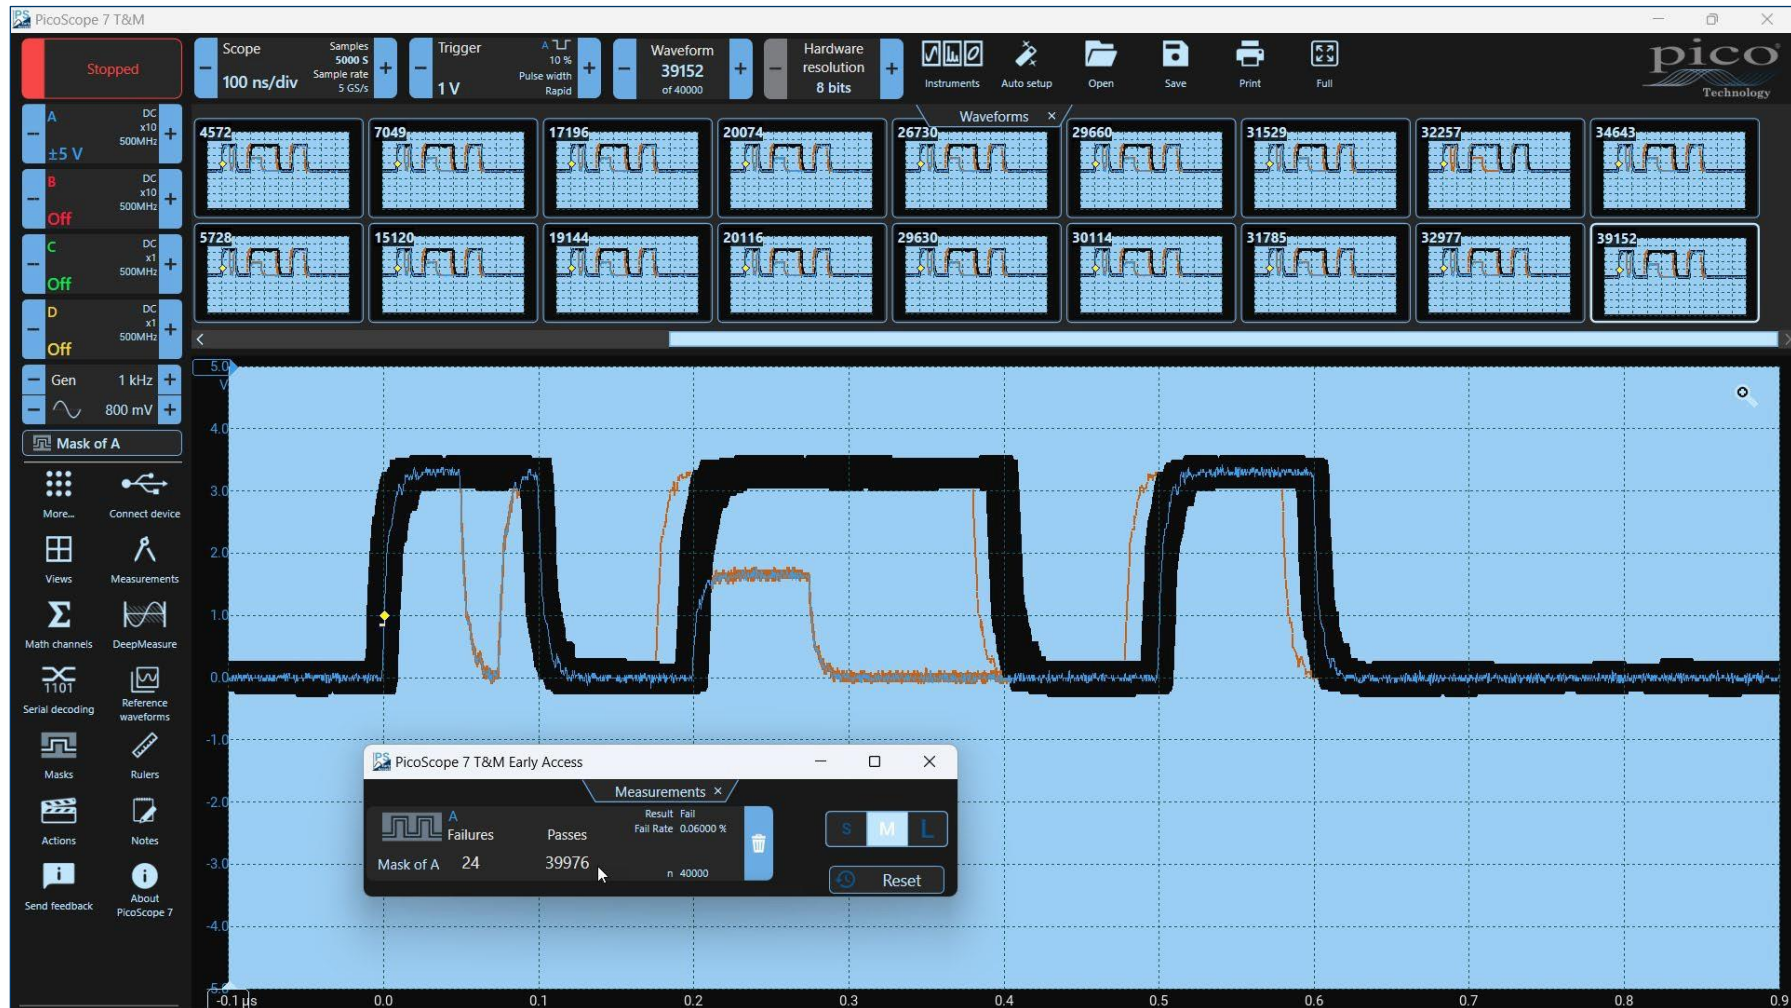 PicoScope 7 T&M
Stopped
Scope
100 ns/div
Samples
5000 S
Sample rate
5 GS/s
Trigger
1 V
A
10 %
Pulse width
Rapid
Waveform
39152
of 40000
Hardware
resolution
8 bits
Instruments
Auto setup
Open
Save
Print
Full
pico
Technology
A
±5 V
DC
x10
500MHz
B
Off
DC
x10
500MHz
C
Off
DC
x1
500MHz
D
Off
DC
x1
500MHz
Gen 1 kHz
800 mV
Mask of A
More...
Connect device
Views
Measurements
Math channels
DeepMeasure
1101
Serial decoding
Reference
waveforms
Masks
Rulers
Actions
Notes
Send feedback
About
PicoScope 7
Waveforms ×
4572 7049 17196 20074 26730 29660 31529 32257 34643
5728 15120 19144 20116 29630 30114 31785 32977 39152
5.0
V
4.0
3.0
2.0
1.0
0.0
-1.0
-2.0
-3.0
-4.0
-5.0
PicoScope 7 T&M Early Access
Measurements ×
A
Failures Passes
Result Fail
Fail Rate 0.06000 %
Mask of A 24 39976
n 40000
S M L
Reset
-0.1 µs 0.0 0.1 0.2 0.3 0.4 0.5 0.6 0.7 0.8 0.9